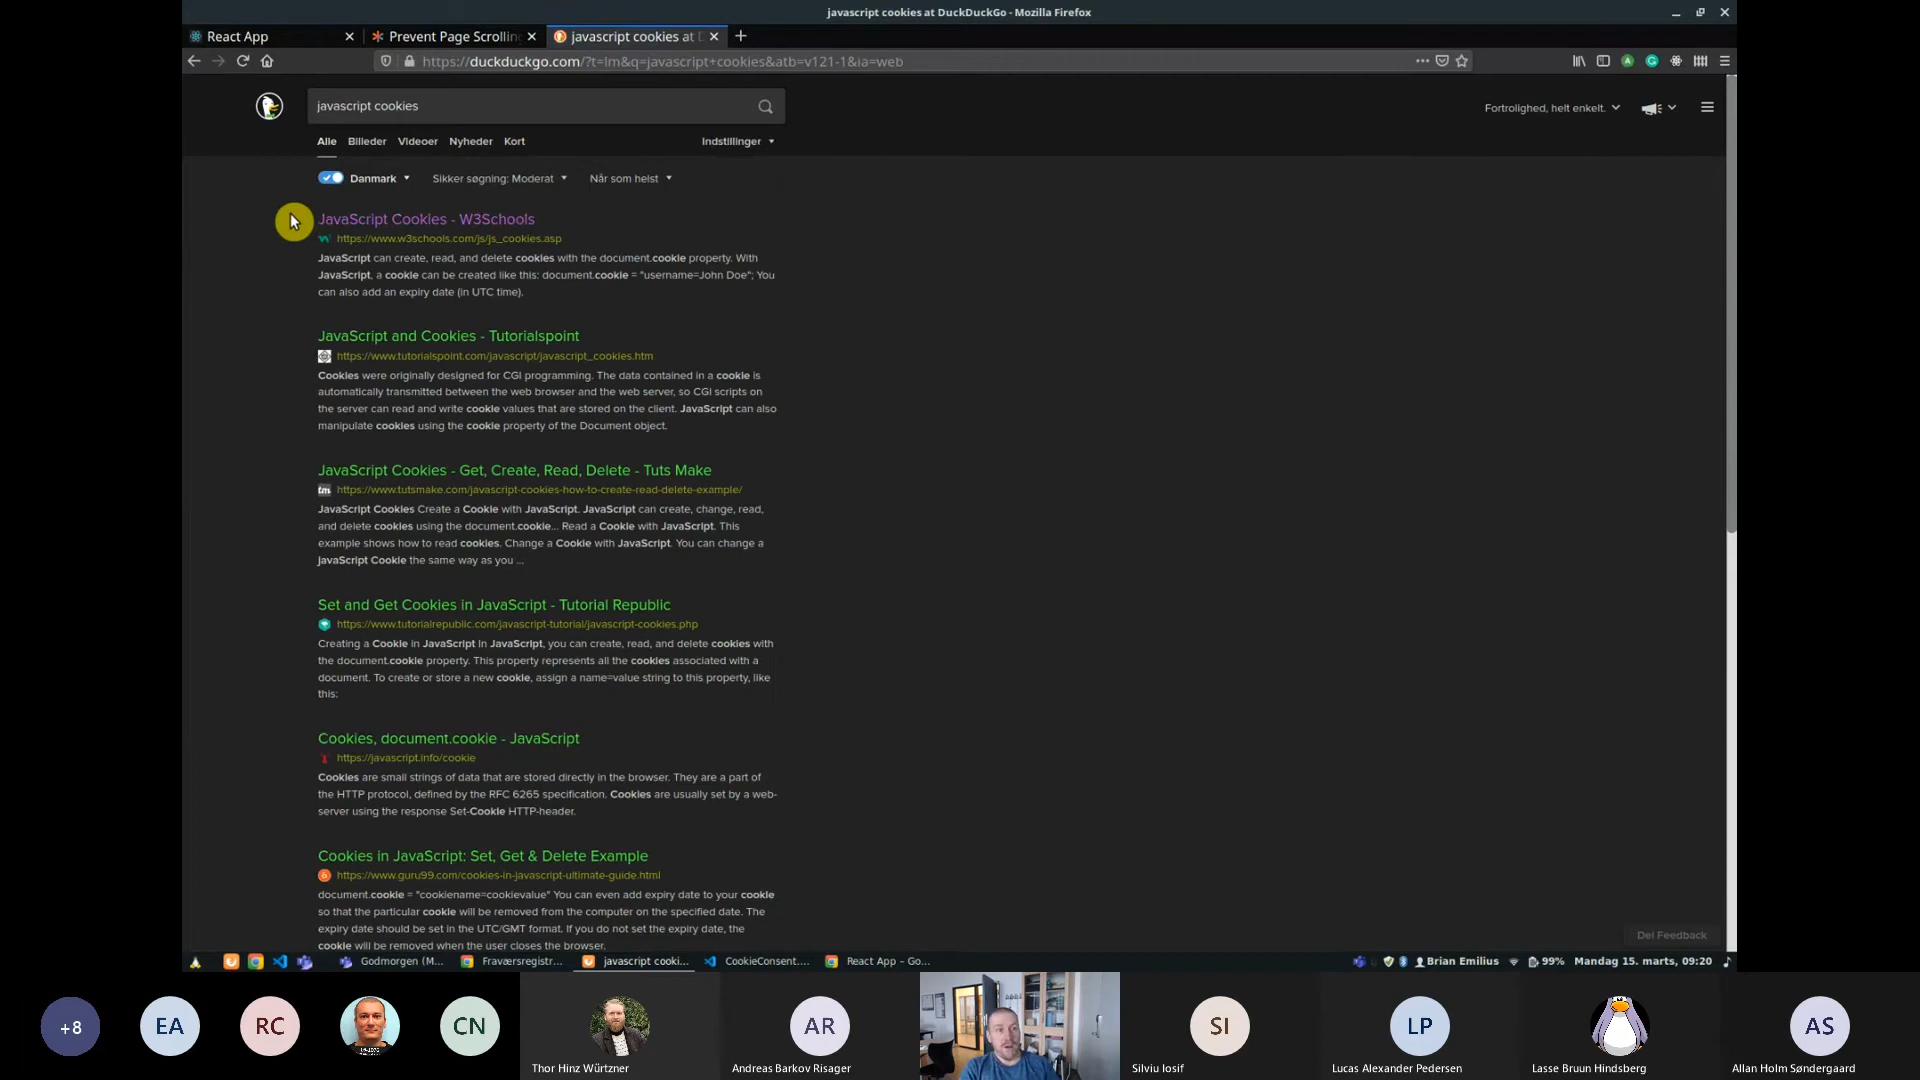 javascript cookies at DuckDuckGo - Mozilla Firefox
React App
Prevent Page Scrolling
javascript cookies at D
https://duckduckgo.com/?t=lm&q=javascript+cookies&atb=v121-1&ia=web
javascript cookies
Fortrolighed, helt enkelt.
Alle Billeder Videoer Nyheder Kort Indstillinger
Danmark Sikker søgning: Moderat Når som helst
JavaScript Cookies - W3Schools
https://www.w3schools.com/js/js_cookies.asp
JavaScript can create, read, and delete cookies with the document.cookie property. With
JavaScript, a cookie can be created like this: document.cookie = "username=John Doe"; You
can also add an expiry date (in UTC time).
JavaScript and Cookies - Tutorialspoint
https://www.tutorialspoint.com/javascript/javascript_cookies.htm
Cookies were originally designed for CGI programming. The data contained in a cookie is
automatically transmitted between the web browser and the web server, so CGI scripts on
the server can read and write cookie values that are stored on the client. JavaScript can also
manipulate cookies using the cookie property of the Document object.
JavaScript Cookies - Get, Create, Read, Delete - Tuts Make
tm https://www.tutsmake.com/javascript-cookies-how-to-create-read-delete-example/
JavaScript Cookies Create a Cookie with JavaScript. JavaScript can create, change, read,
and delete cookies using the document.cookie... Read a Cookie with JavaScript. This
example shows how to read cookies. Change a Cookie with JavaScript. You can change a
javaScript Cookie the same way as you ...
Set and Get Cookies in JavaScript - Tutorial Republic
https://www.tutorialrepublic.com/javascript-tutorial/javascript-cookies.php
Creating a Cookie in JavaScript In JavaScript, you can create, read, and delete cookies with
the document.cookie property. This property represents all the cookies associated with a
document. To create or store a new cookie, assign a name=value string to this property, like
this:
Cookies, document.cookie - JavaScript
https://javascript.info/cookie
Cookies are small strings of data that are stored directly in the browser. They are a part of
the HTTP protocol, defined by the RFC 6265 specification. Cookies are usually set by a web-
server using the response Set-Cookie HTTP-header.
Cookies in JavaScript: Set, Get & Delete Example
https://www.guru99.com/cookies-in-javascript-ultimate-guide.html
document.cookie = "cookiename=cookievalue" You can even add expiry date to your cookie
so that the particular cookie will be removed from the computer on the specified date. The
expiry date should be set in the UTC/GMT format. If you do not set the expiry date, the
cookie will be removed when the user closes the browser.
Del Feedback
Godmorgen (M... Fraværsregistr... javascript cooki... CookieConsent.... React App – Go... Brian Emilius 99% Mandag 15. marts, 09:20
+8 EA RC CN AR SI LP AS
Thor Hinz Würtzner Andreas Barkov Risager Silviu Iosif Lucas Alexander Pedersen Lasse Bruun Hindsberg Allan Holm Søndergaard